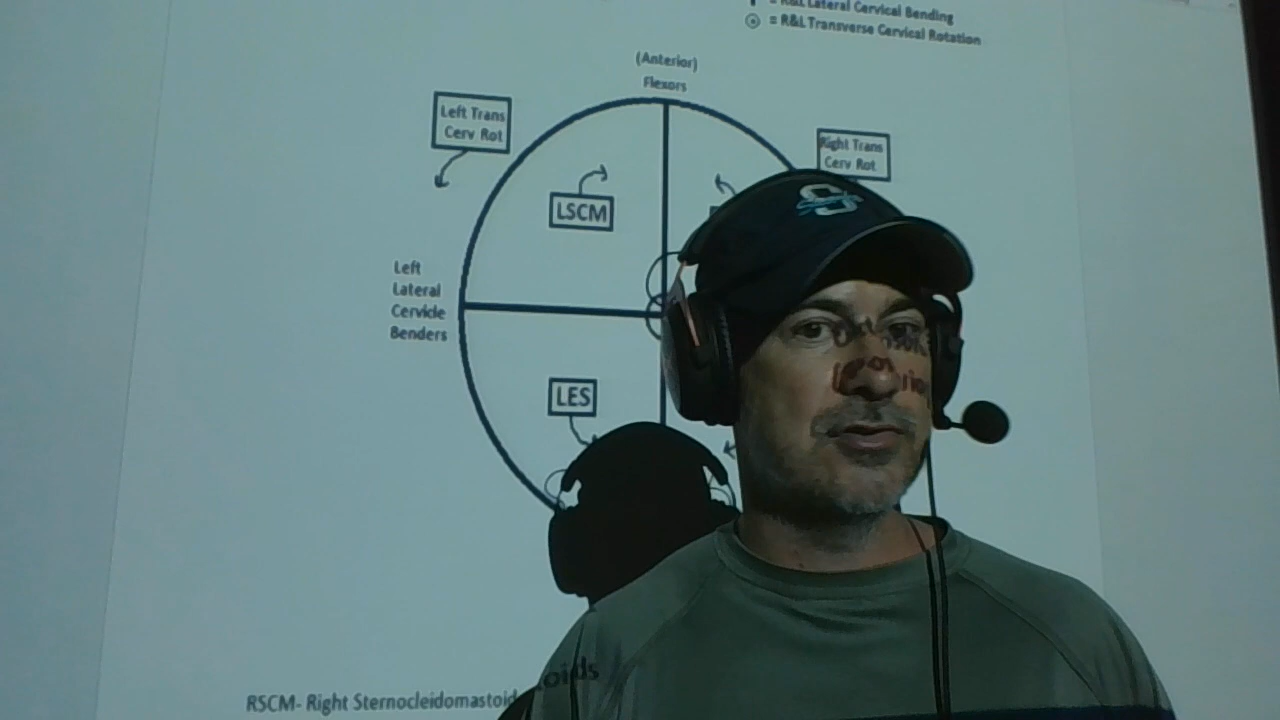 = R&L Lateral Cervical Bending
= R&L Transverse Cervical Rotation
(Anterior)
Flexors
Left Trans
Cerv Rot
Right Trans
Cerv Rot
LSCM
Left
Lateral
Cervicle
Benders
LES
RSCM- Right Sternocleidomastoids